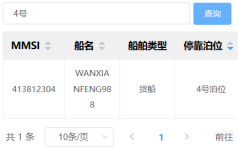 4号 查询
MMSI 船名 船舶类型 停靠泊位
413812304 WANXIA
NFENG98
8 货船 4号泊位
共 1 条 10条/页 1 前往